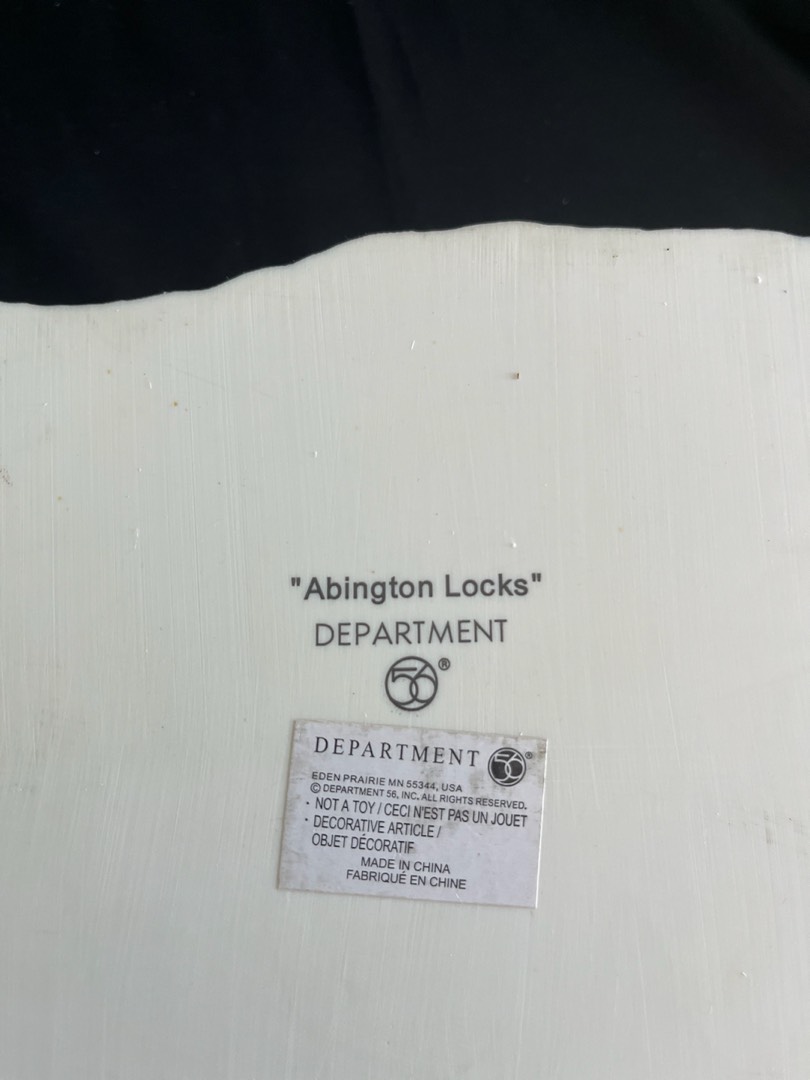 "Abington Locks"
DEPARTMENT
56®
DEPARTMENT 56®
EDEN PRAIRIE MN 55344, USA
© DEPARTMENT 56, INC. ALL RIGHTS RESERVED.
· NOT A TOY / CECI N'EST PAS UN JOUET
· DECORATIVE ARTICLE /
OBJET DÉCORATIF
MADE IN CHINA
FABRIQUÉ EN CHINE